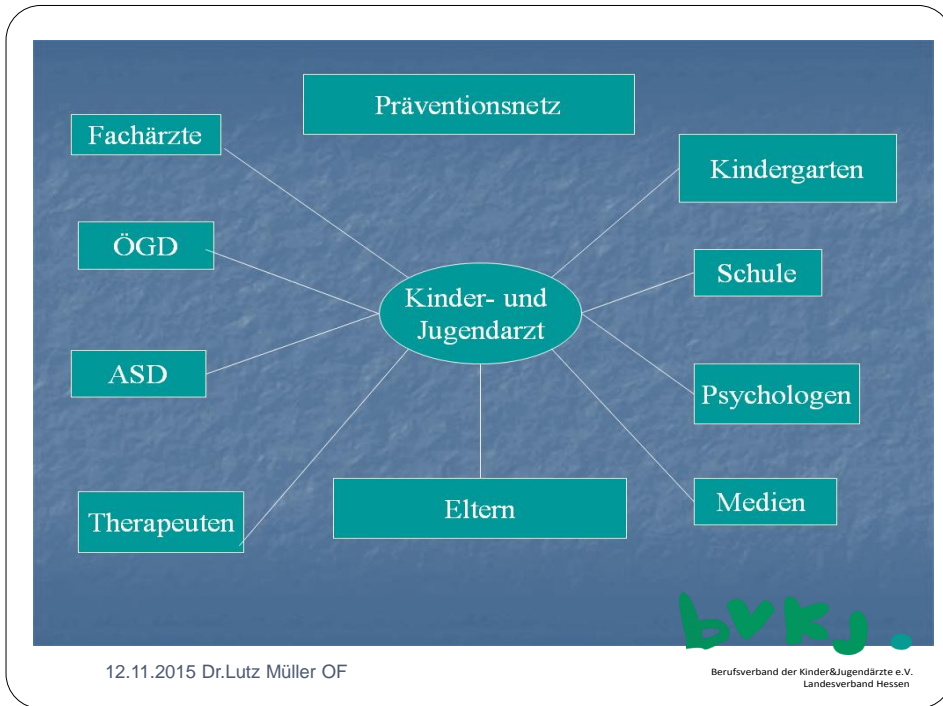 Präventionsnetz
Fachärzte
Kindergarten
ÖGD
Schule
Kinder- und
Jugendarzt
ASD
Psychologen
Therapeuten
Eltern
Medien
bvkj.
12.11.2015 Dr.Lutz Müller OF
Berufsverband der Kinder&Jugendärzte e.V.
Landesverband Hessen